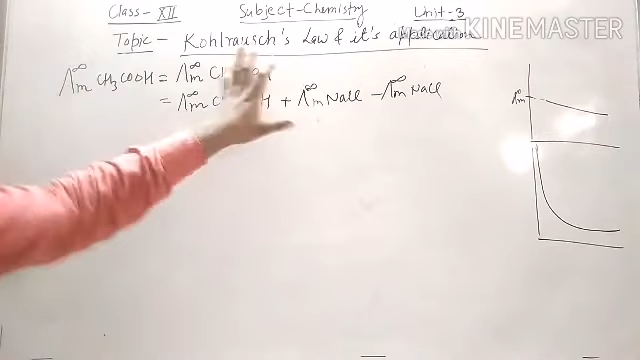 Class - XII Subject - Chemistry Unit - 3
KINEMASTER
Topic - Kohlrausch's Law & it's application
Λ∞m CH3COOH = Λ∞m
= Λ∞m + Λ∞m NaCl - Λ∞m NaCl
Λ∞m